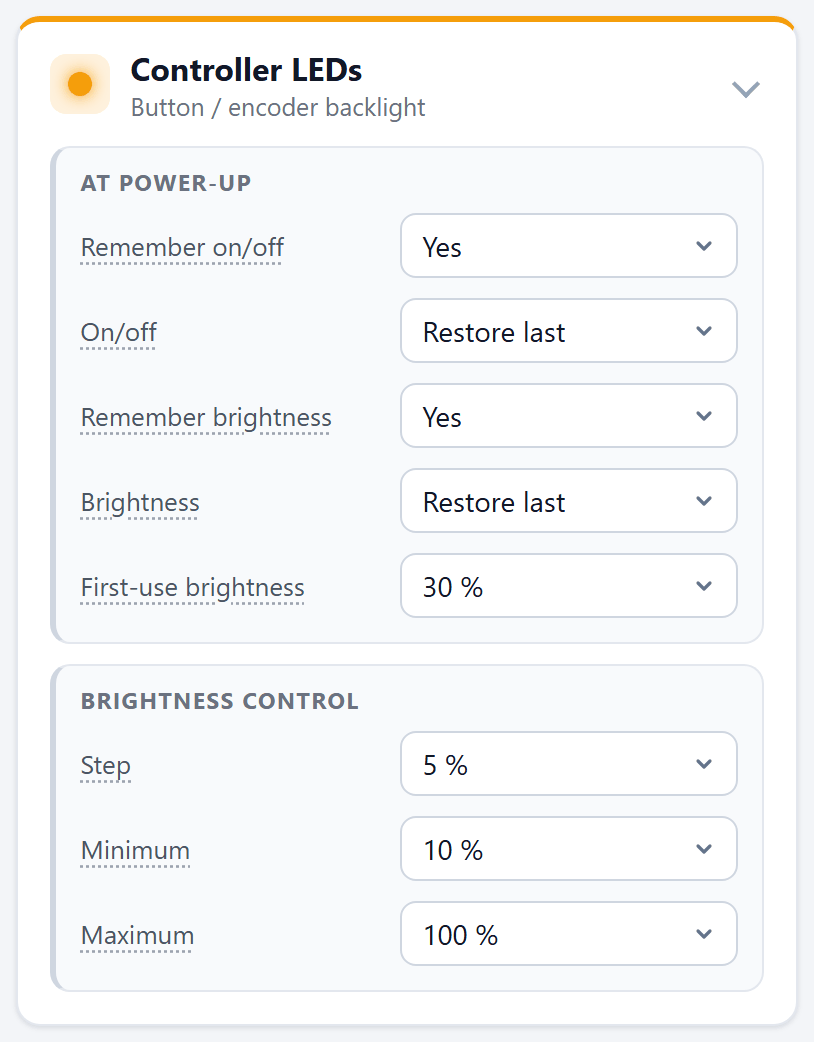 Controller LEDs
Button / encoder backlight
AT POWER-UP
Remember on/off Yes
On/off Restore last
Remember brightness Yes
Brightness Restore last
First-use brightness 30 %
BRIGHTNESS CONTROL
Step 5 %
Minimum 10 %
Maximum 100 %